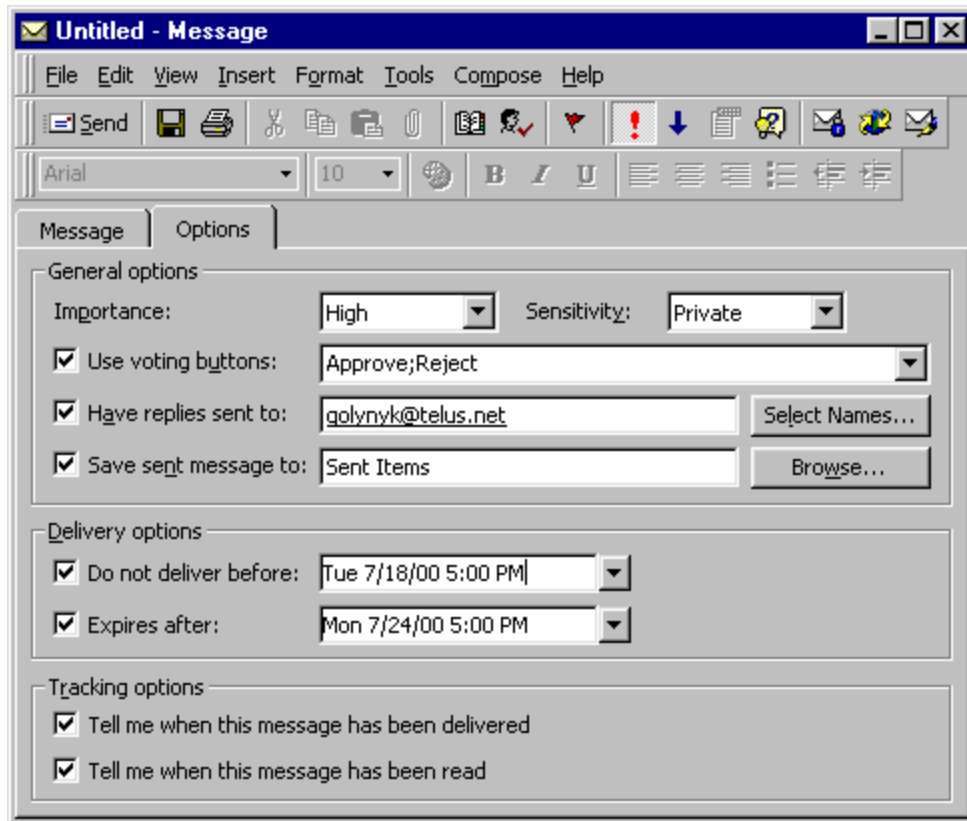 Untitled - Message
File Edit View Insert Format Tools Compose Help
Send
Arial 10 B I U
Message Options
General options
Importance: High Sensitivity: Private
Use voting buttons: Approve;Reject
Have replies sent to: golynyk@telus.net Select Names...
Save sent message to: Sent Items Browse...
Delivery options
Do not deliver before: Tue 7/18/00 5:00 PM
Expires after: Mon 7/24/00 5:00 PM
Tracking options
Tell me when this message has been delivered
Tell me when this message has been read